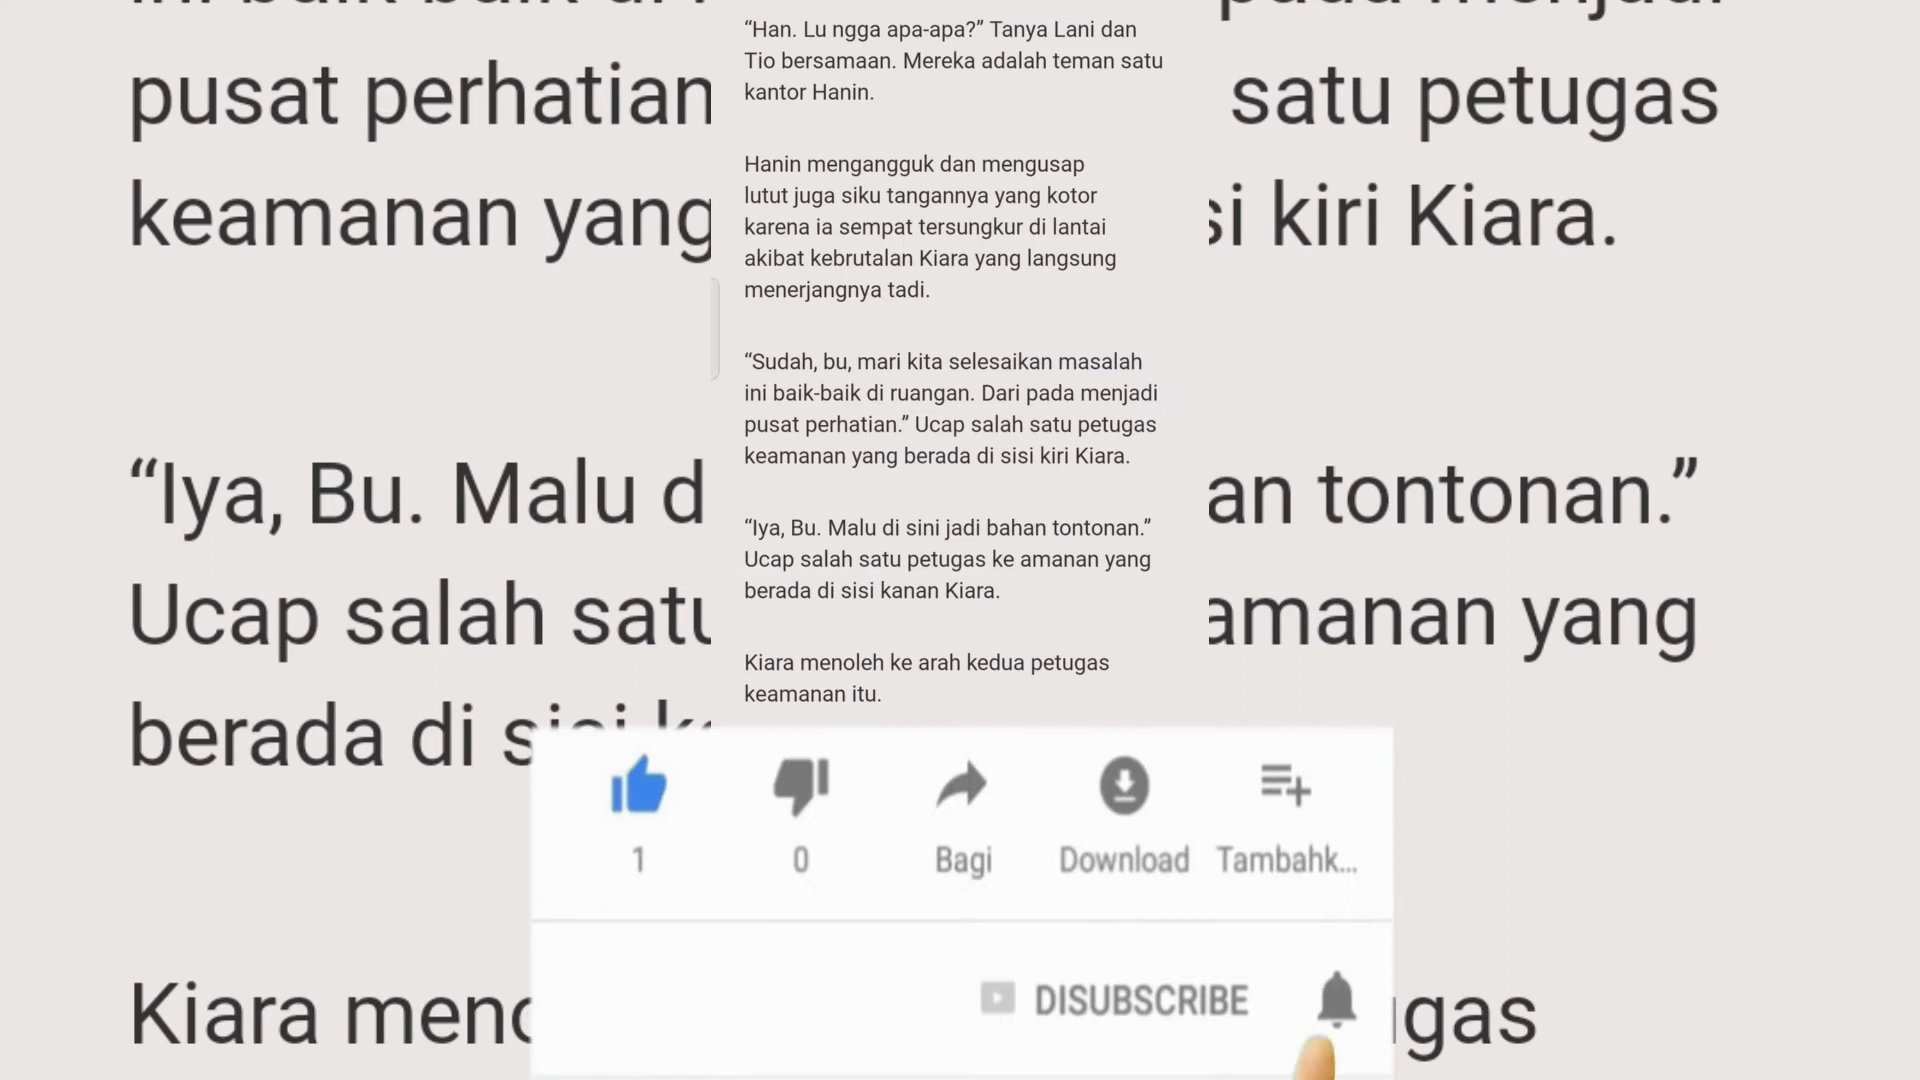 “Han. Lu ngga apa-apa?” Tanya Lani dan
Tio bersamaan. Mereka adalah teman satu
kantor Hanin.
Hanin mengangguk dan mengusap
lutut juga siku tangannya yang kotor
karena ia sempat tersungkur di lantai
akibat kebrutalan Kiara yang langsung
menerjangnya tadi.
“Sudah, bu, mari kita selesaikan masalah
ini baik-baik di ruangan. Dari pada menjadi
pusat perhatian.” Ucap salah satu petugas
keamanan yang berada di sisi kiri Kiara.
“Iya, Bu. Malu di sini jadi bahan tontonan.”
Ucap salah satu petugas ke amanan yang
berada di sisi kanan Kiara.
Kiara menoleh ke arah kedua petugas
keamanan itu.
pusat perhatian satu petugas
keamanan yang si kiri Kiara.
“Iya, Bu. Malu d an tontonan.”
Ucap salah satu amanan yang
berada di
Kiara meno gas
1 0 Bagi Download Tambahk...
DISUBSCRIBE